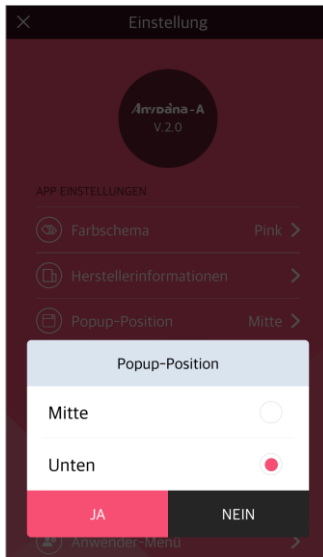 Einstellung
Anypaina-A
V.2.0
APP EINSTELLUNGEN
Farbschema Pink
Herstellerinformationen
Popup-Position Mitte
Popup-Position
Mitte
Unten
JA NEIN
Anwender-Menü